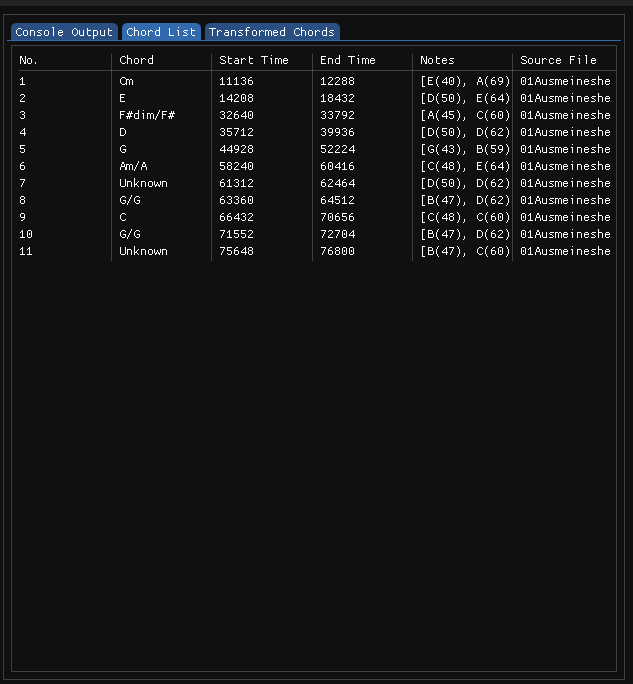 Console Output Chord List Transformed Chords
No. Chord Start Time End Time Notes Source File
1 Cm 11136 12288 [E(40), A(69) 01Ausmeineshe
2 E 14208 18432 [D(50), E(64) 01Ausmeineshe
3 F#dim/F# 32640 33792 [A(45), C(60) 01Ausmeineshe
4 D 35712 39936 [D(50), D(62) 01Ausmeineshe
5 G 44928 52224 [G(43), B(59) 01Ausmeineshe
6 Am/A 58240 60416 [C(48), E(64) 01Ausmeineshe
7 Unknown 61312 62464 [D(50), D(62) 01Ausmeineshe
8 G/G 63360 64512 [B(47), D(62) 01Ausmeineshe
9 C 66432 70656 [C(48), C(60) 01Ausmeineshe
10 G/G 71552 72704 [B(47), D(62) 01Ausmeineshe
11 Unknown 75648 76800 [B(47), C(60) 01Ausmeineshe